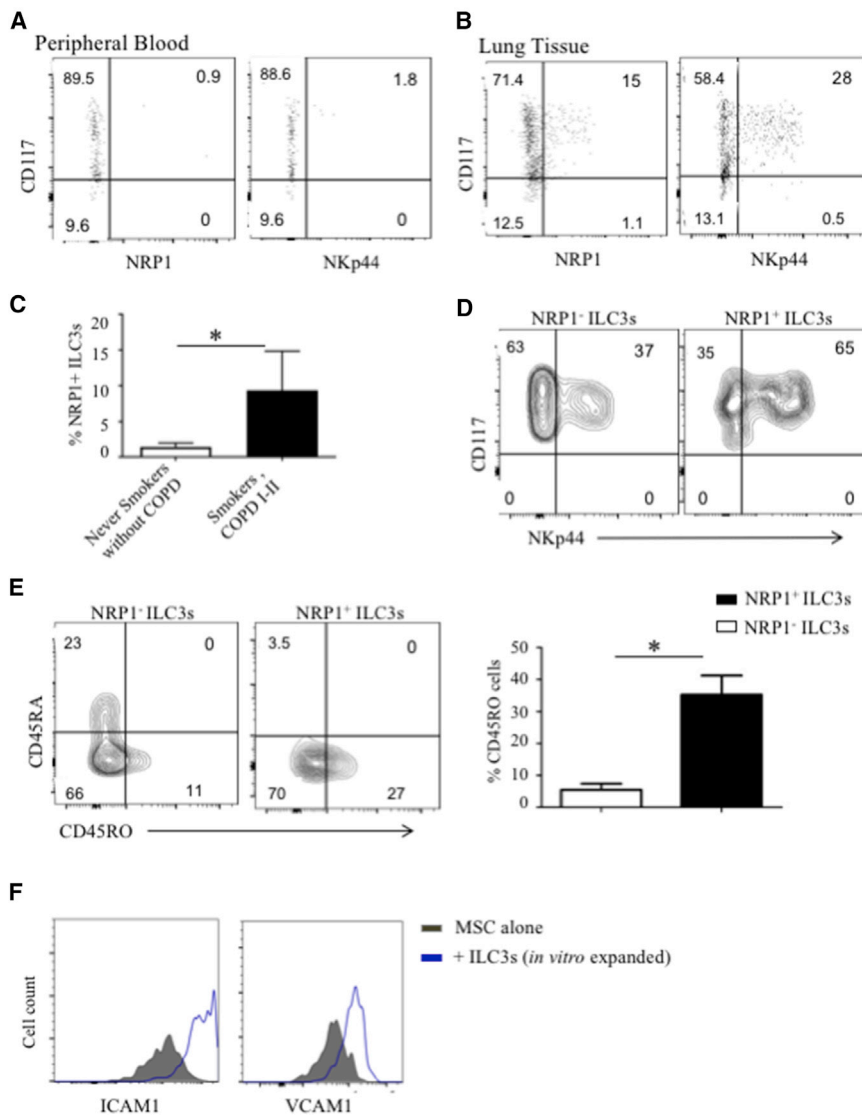 A
Peripheral Blood
89.5 0.9
9.6 0
CD117
NRP1
88.6 1.8
9.6 0
NKp44
B
Lung Tissue
71.4 15
12.5 1.1
CD117
NRP1
58.4 28
13.1 0.5
NKp44
C
20
15
10
5
0
% NRP1+ ILC3s
*
Never Smokers
without COPD
Smokers ,
COPD I-II
D
NRP1- ILC3s
63 37
0 0
CD117
NRP1+ ILC3s
35 65
0 0
NKp44
E
NRP1- ILC3s
23 0
66 11
CD45RA
NRP1+ ILC3s
3.5 0
70 27
CD45RO
NRP1+ ILC3s
NRP1- ILC3s
50
40
30
20
10
0
% CD45RO cells
*
F
Cell count
ICAM1
VCAM1
MSC alone
+ ILC3s (in vitro expanded)